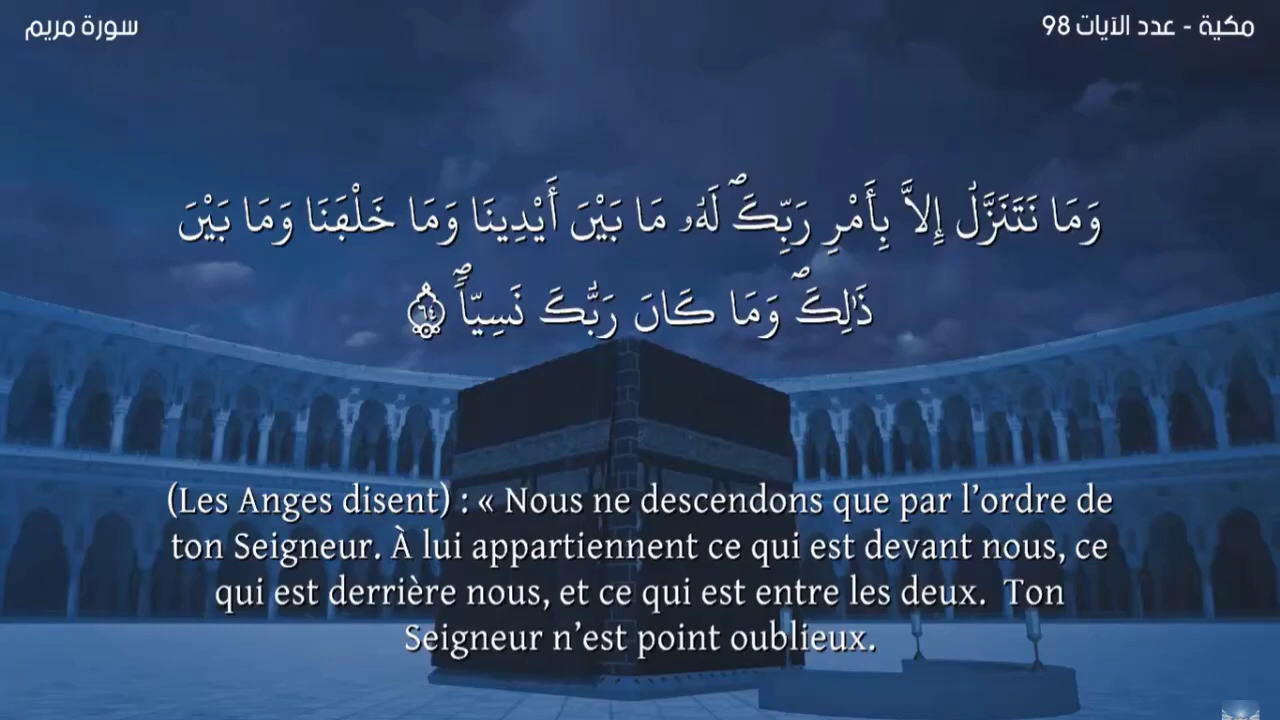 سورة مريم
مكية - عدد الآيات 98
وَمَا نَتَنَزَّلُ إِلاَّ بِأَمْرِ رَبِّكَۖ لَهُۥ مَا بَيْنَ أَيْدِينَا وَمَا خَلْفَنَا وَمَا بَيْنَ
ذَٰلِكَۖ وَمَا كَانَ رَبُّكَ نَسِيّاٗۖ ٦٤
(Les Anges disent) : « Nous ne descendons que par l’ordre de
ton Seigneur. À lui appartiennent ce qui est devant nous, ce
qui est derrière nous, et ce qui est entre les deux.  Ton
Seigneur n’est point oublieux.